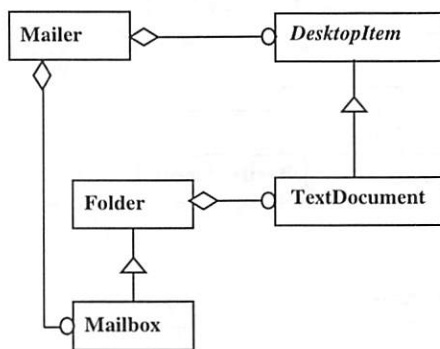 Mailer
DesktopItem
Folder
TextDocument
Mailbox